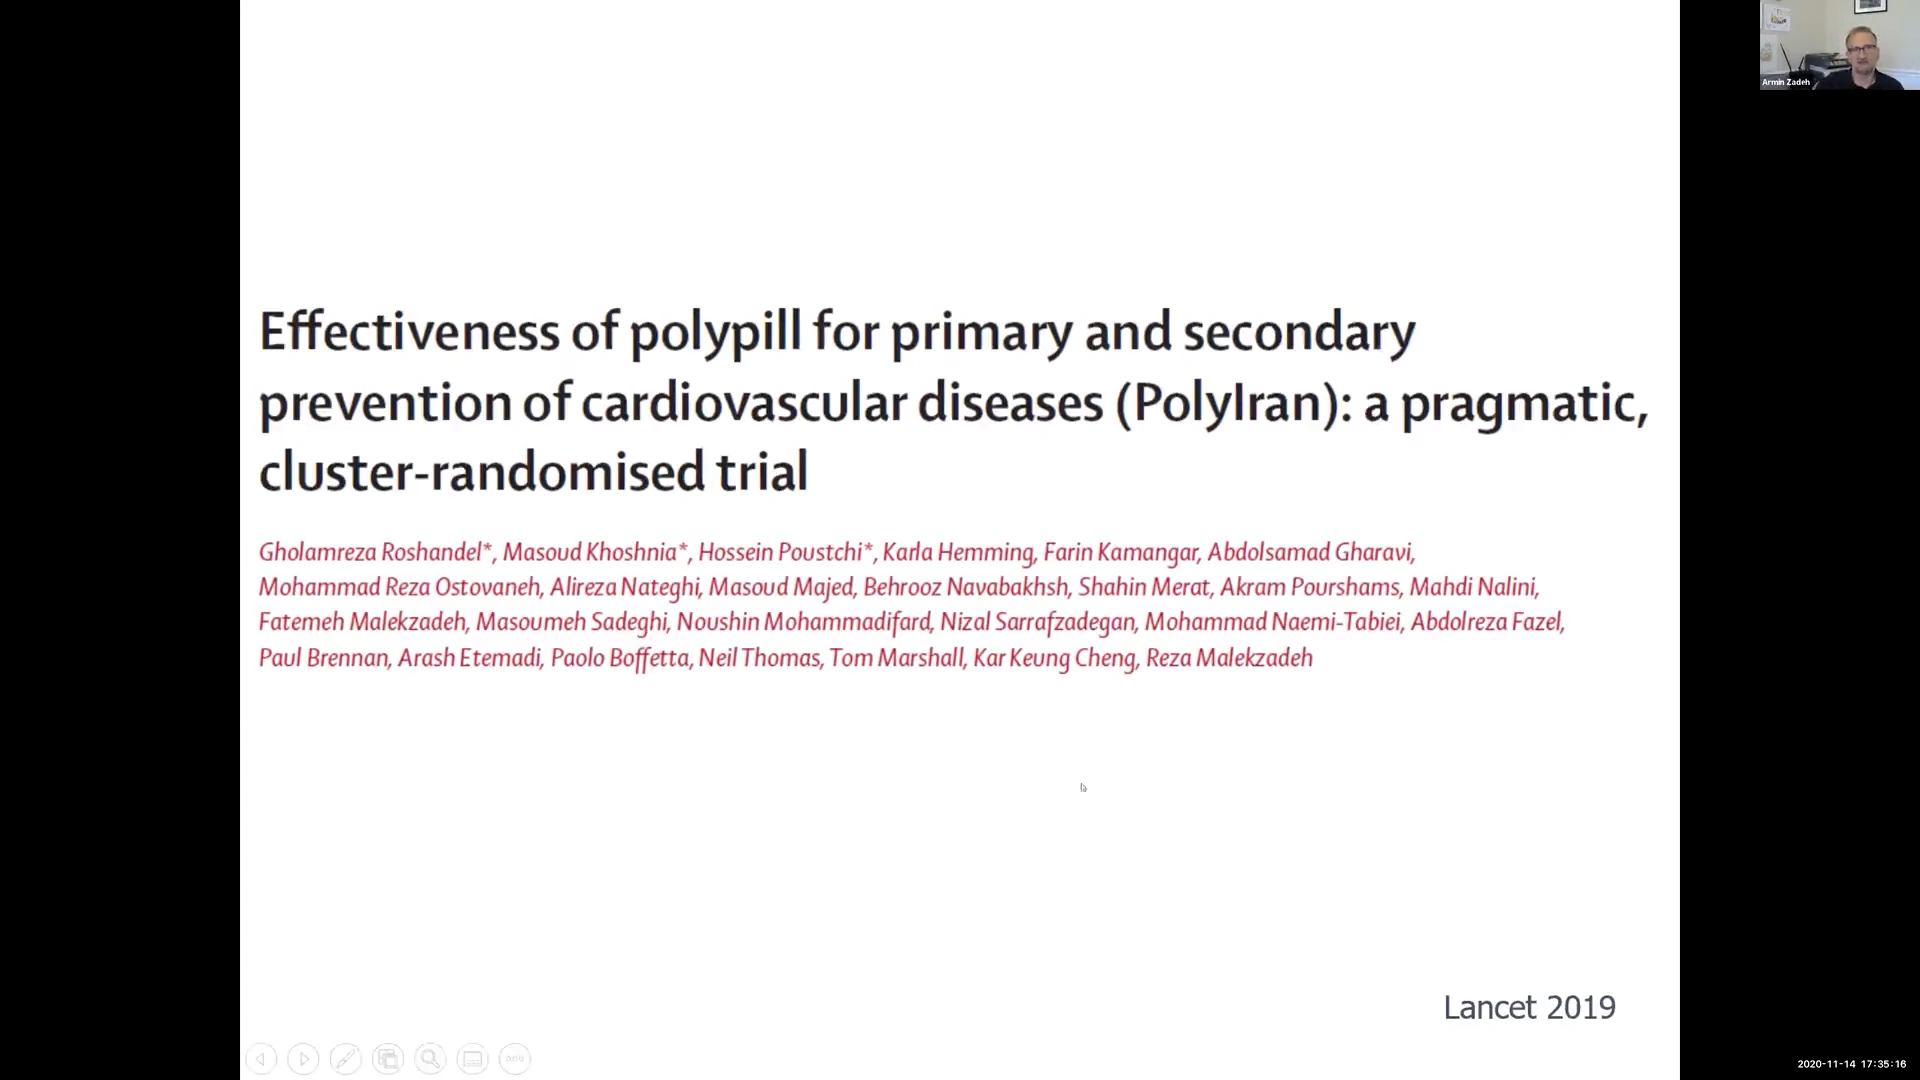 Armin Zadeh
Effectiveness of polypill for primary and secondary
prevention of cardiovascular diseases (PolyIran): a pragmatic,
cluster-randomised trial
Gholamreza Roshandel*, Masoud Khoshnia*, Hossein Poustchi*, Karla Hemming, Farin Kamangar, Abdolsamad Gharavi,
Mohammad Reza Ostovaneh, Alireza Nateghi, Masoud Majed, Behrooz Navabakhsh, Shahin Merat, Akram Pourshams, Mahdi Nalini,
Fatemeh Malekzadeh, Masoumeh Sadeghi, Noushin Mohammadifard, Nizal Sarrafzadegan, Mohammad Naemi-Tabiei, Abdolreza Fazel,
Paul Brennan, Arash Etemadi, Paolo Boffetta, Neil Thomas, Tom Marshall, Kar Keung Cheng, Reza Malekzadeh
Lancet 2019
2020-11-14 17:35:16